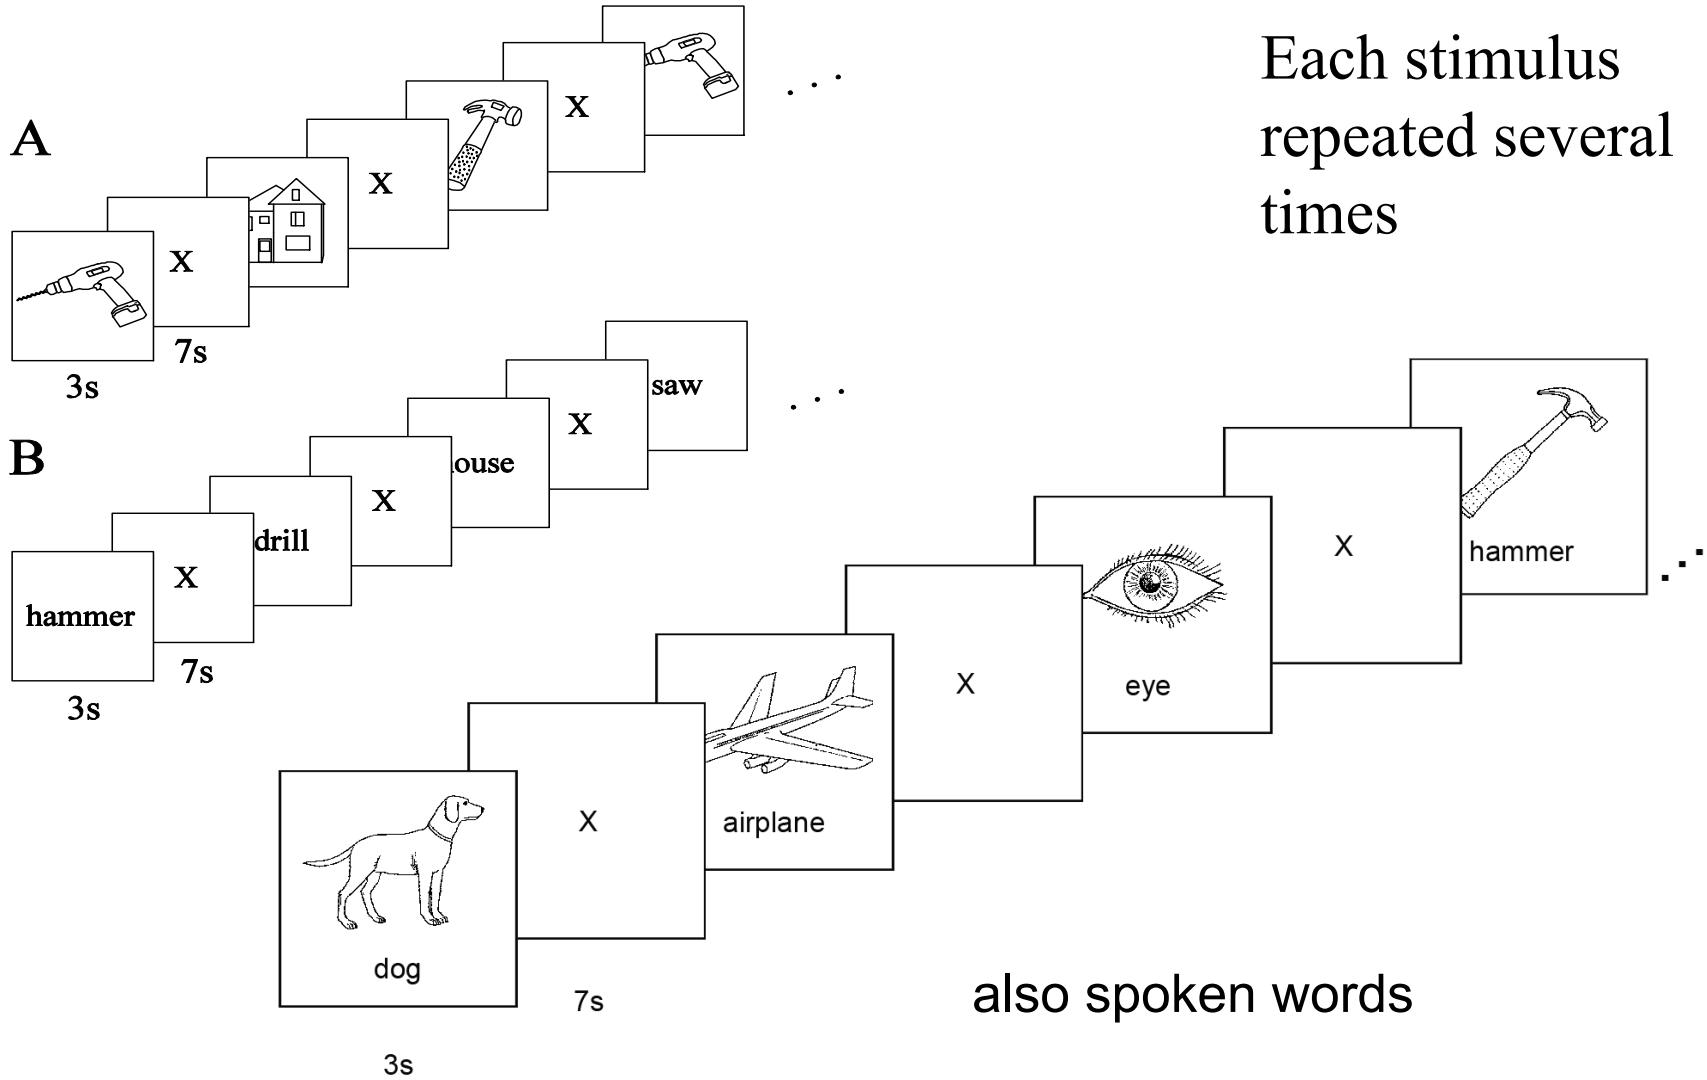 Each stimulus
repeated several
times
A
X
X
X
7s
3s
B
hammer
X
drill
X
ouse
X
saw
7s
3s
dog
X
airplane
X
eye
X
hammer
7s
3s
also spoken words